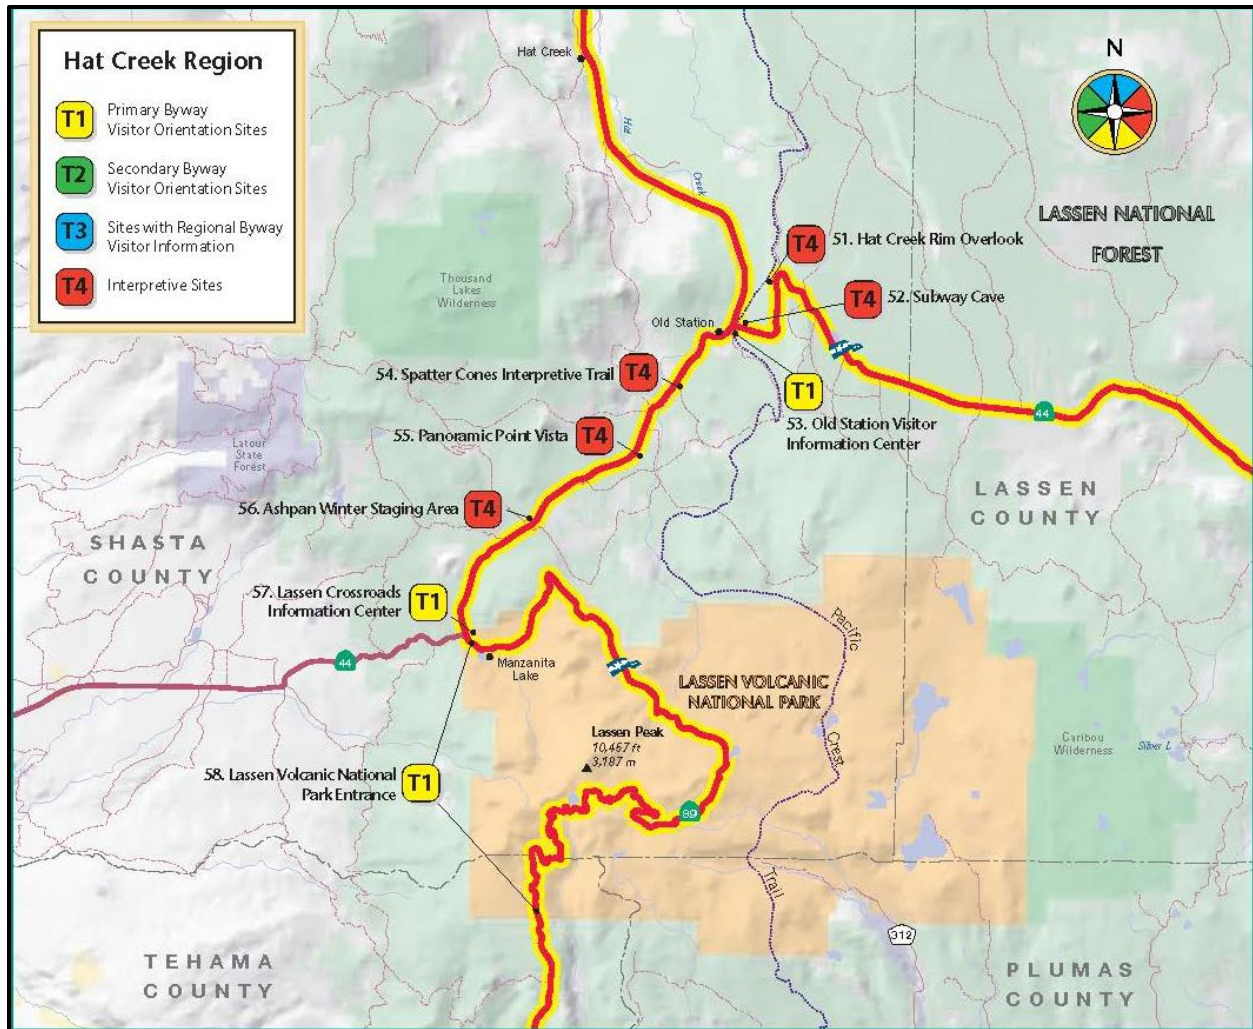 Hat Creek Region
T1
Primary Byway
Visitor Orientation Sites
T2
Secondary Byway
Visitor Orientation Sites
T3
Sites with Regional Byway
Visitor Information
T4
Interpretive Sites
N
Hat Creek
Hat
Creek
LASSEN NATIONAL
FOREST
Thousand
Lakes
Wilderness
T4
51. Hat Creek Rim Overlook
T4
52. Subway Cave
Old Station
54. Spatter Cones Interpretive Trail
T4
T1
53. Old Station Visitor
Information Center
44
55. Panoramic Point Vista
T4
Latour
State
Forest
56. Ashpan Winter Staging Area
T4
LASSEN
COUNTY
SHASTA
COUNTY
57. Lassen Crossroads
Information Center
T1
44
Manzanita
Lake
Pacific
Crest
Trail
LASSEN VOLCANIC
NATIONAL PARK
Lassen Peak
10,457 ft
3,187 m
Caribou
Wilderness
Silver L
58. Lassen Volcanic National
Park Entrance
T1
89
312
TEHAMA
COUNTY
PLUMAS
COUNTY